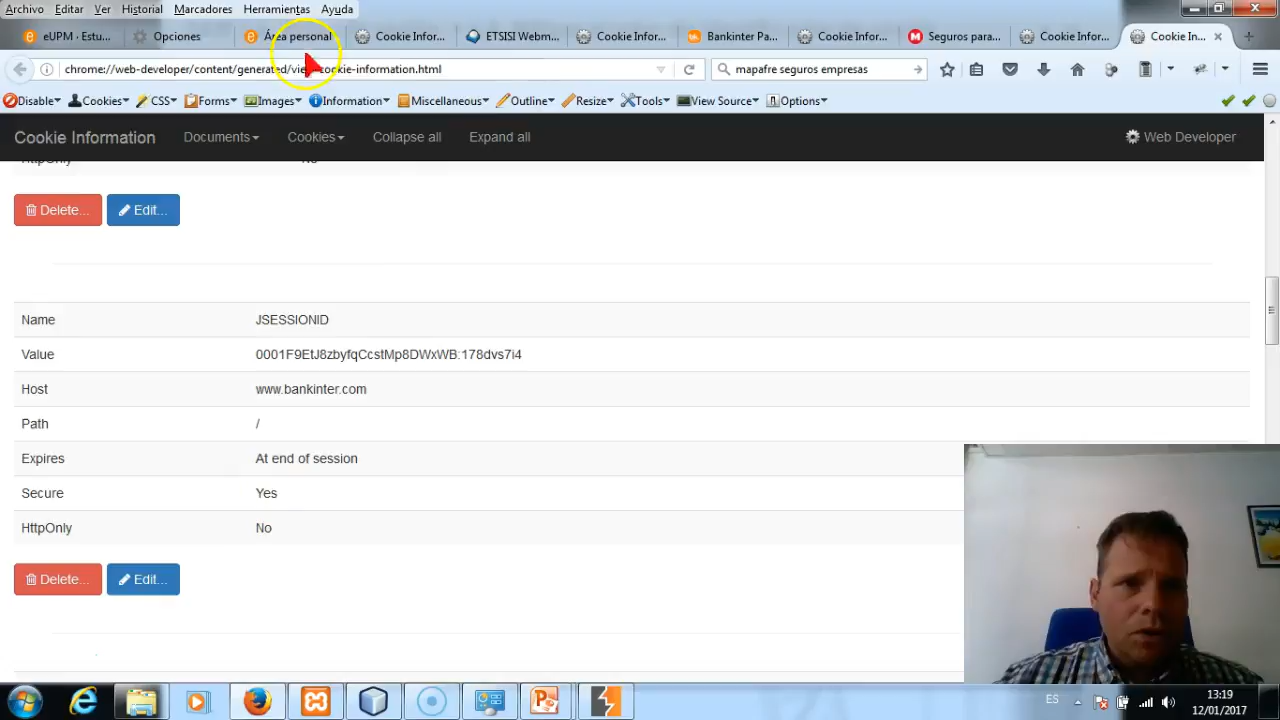 Archivo Editar Ver Historial Marcadores Herramientas Ayuda
eUPM - Estu... Opciones Área personal Cookie Infor... ETSISI Webm... Cookie Infor... Bankinter Pa... Cookie Infor... Seguros para... Cookie Infor... Cookie In...
chrome://web-developer/content/generated/view-cookie-information.html mapafre seguros empresas
Disable Cookies CSS Forms Images Information Miscellaneous Outline Resize Tools View Source Options
Cookie Information Documents Cookies Collapse all Expand all Web Developer
HttpOnly No
Delete... Edit...
Name JSESSIONID
Value 0001F9EtJ8zbyfqCcstMp8DWxWB:178dvs7i4
Host www.bankinter.com
Path /
Expires At end of session
Secure Yes
HttpOnly No
Delete... Edit...
ES 13:19
12/01/2017